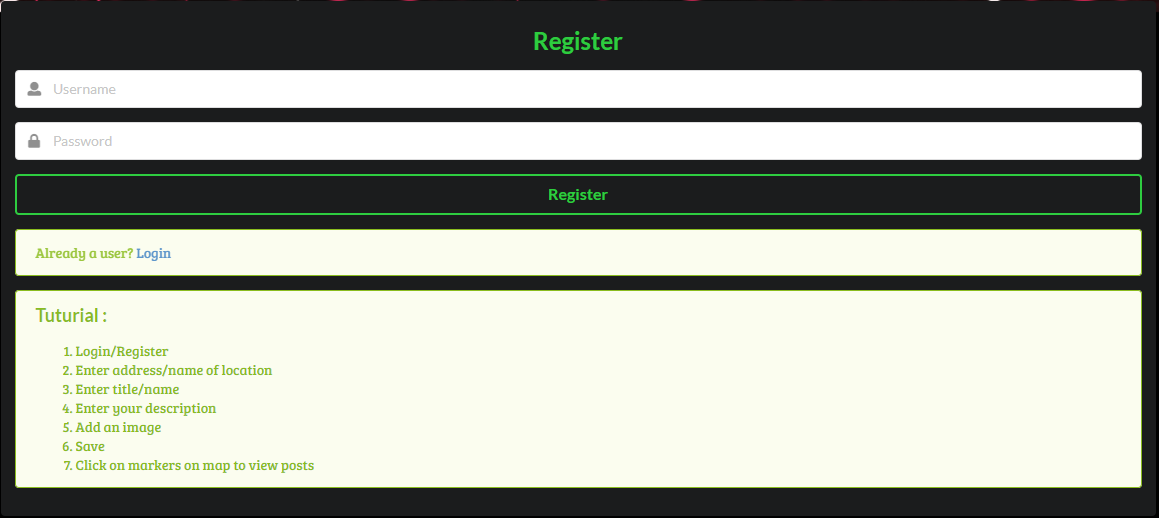 Register
Username
Password
Register
Already a user? Login
Tuturial :
1. Login/Register
2. Enter address/name of location
3. Enter title/name
4. Enter your description
5. Add an image
6. Save
7. Click on markers on map to view posts